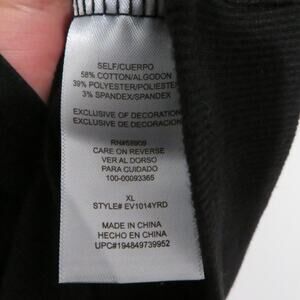 SELF/CUERPO
58% COTTON/ALGODON
39% POLYESTER/POLIESTER
3% SPANDEX/SPANDEX
EXCLUSIVE OF DECORATION
EXCLUSIVE DE DECORACION
RN#58909
CARE ON REVERSE
VER AL DORSO
PARA CUIDADO
100-00093365
XL
STYLE# EV1014YRD
MADE IN CHINA
HECHO EN CHINA
UPC#194849739952